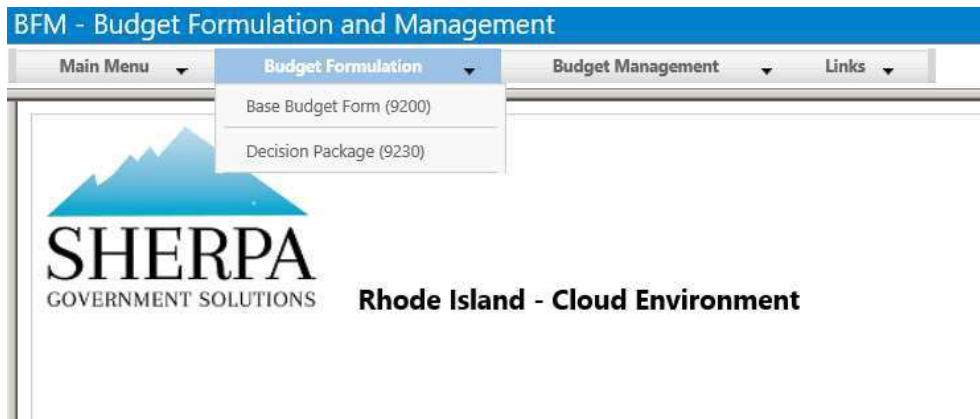 BFM - Budget Formulation and Management
Main Menu Budget Formulation Budget Management Links
Base Budget Form (9200)
Decision Package (9230)
SHERPA
GOVERNMENT SOLUTIONS
Rhode Island - Cloud Environment